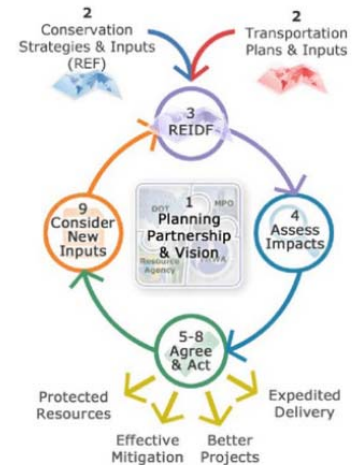 2
Conservation
Strategies & Inputs
(REF)
2
Transportation
Plans & Inputs
3
REIDF
9
Consider
New
Inputs
DOT
MPO
1
Planning
Partnership
& Vision
Resource
Agency
4
Assess
Impacts
5-8
Agree
& Act
Protected
Resources
Effective
Mitigation
Better
Projects
Expedited
Delivery